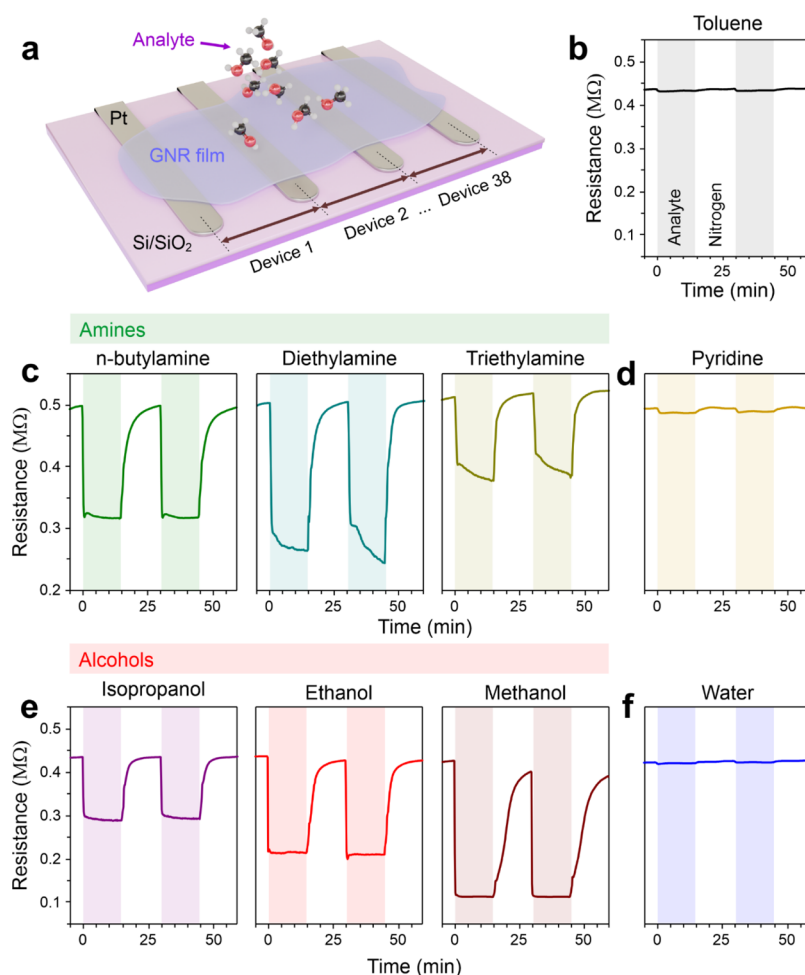 a
Analyte
Pt
GNR film
Si/SiO₂
Device 1
Device 2
...
Device 38
b
Toluene
Resistance (MΩ)
0.5
0.4
0.3
0.2
0.1
Analyte
Nitrogen
0 25 50
Time (min)
Amines
c
n-butylamine
Diethylamine
Triethylamine
d
Pyridine
Resistance (MΩ)
0.5
0.4
0.3
0.2
0 25 50
0 25 50
0 25 50
0 25 50
Time (min)
Alcohols
e
Isopropanol
Ethanol
Methanol
f
Water
Resistance (MΩ)
0.5
0.4
0.3
0.2
0.1
0 25 50
0 25 50
0 25 50
0 25 50
Time (min)